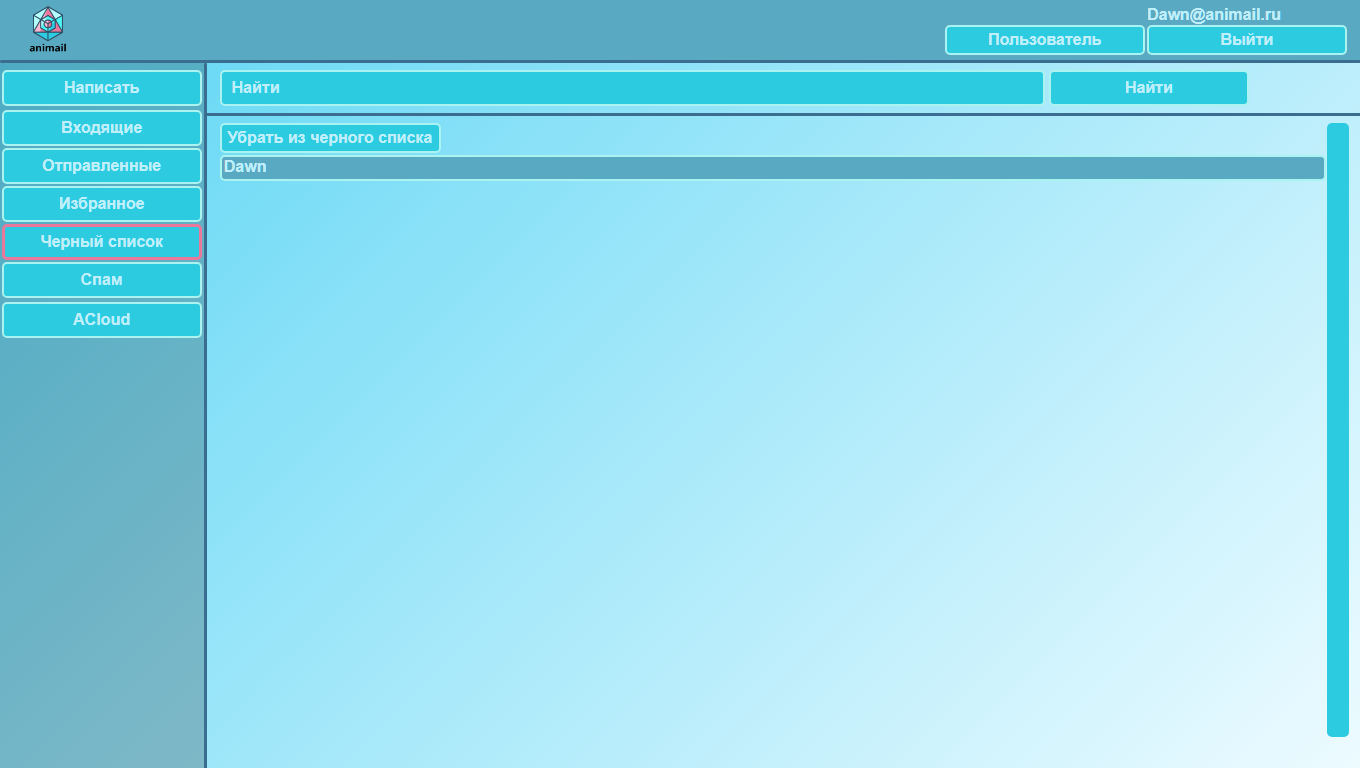 animail
Dawn@animail.ru
Пользователь
Выйти
Написать
Входящие
Отправленные
Избранное
Черный список
Спам
ACloud
Найти
Найти
Убрать из черного списка
Dawn